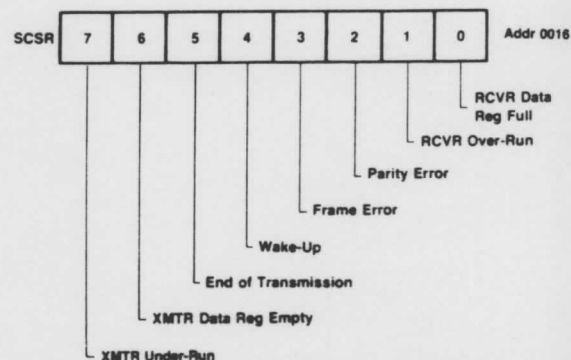 SCSR 7 6 5 4 3 2 1 0 Addr 0016
RCVR Data
Reg Full
RCVR Over-Run
Parity Error
Frame Error
Wake-Up
End of Transmission
XMTR Data Reg Empty
XMTR Under-Run